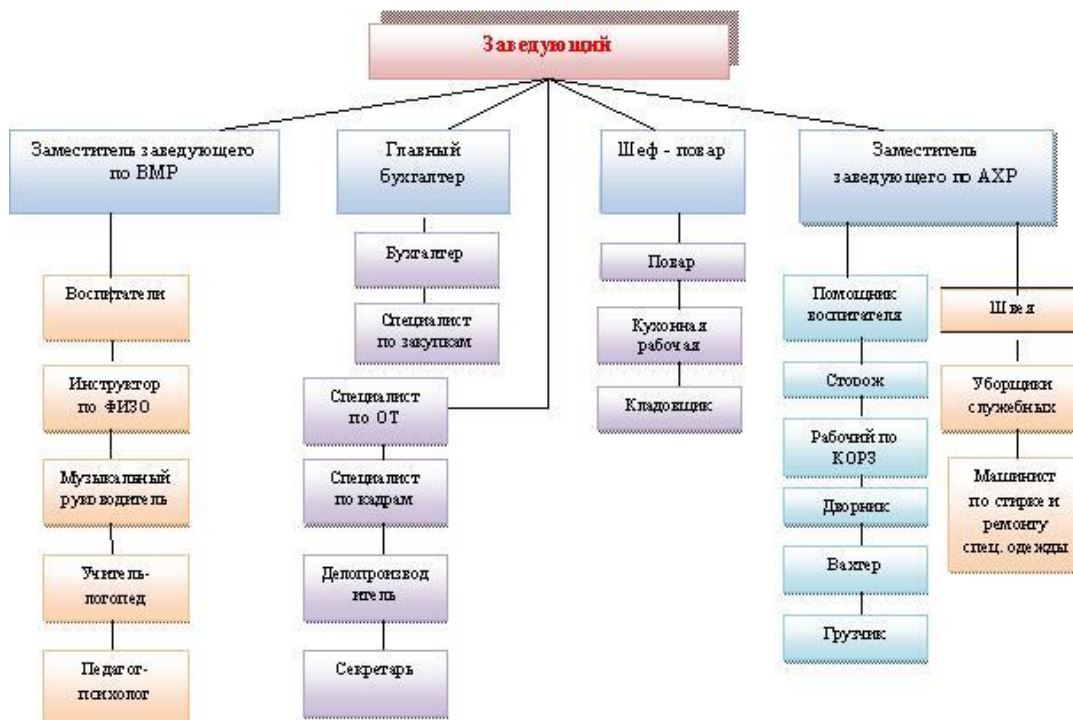 Заведующий
Заместитель заведующего
по ВМР
Главный
бухгалтер
Шеф - повар
Заместитель
заведующего по АХР
Воспитатели
Инструктор
по ФИЗО
Музыкальный
руководитель
Учитель-
логопед
Педагог-
психолог
Бухгалтер
Специалист
по закупкам
Специалист
по ОТ
Специалист
по кадрам
Делопроизвод
итель
Секретарь
Повар
Кухонная
рабочая
Кладовщик
Помощник
воспитателя
Сторож
Рабочий по
КОРЗ
Дворник
Вахтер
Грузчик
Швея
Уборщики
служебных
Машинист
по стирке и
ремонту
спец. одежды